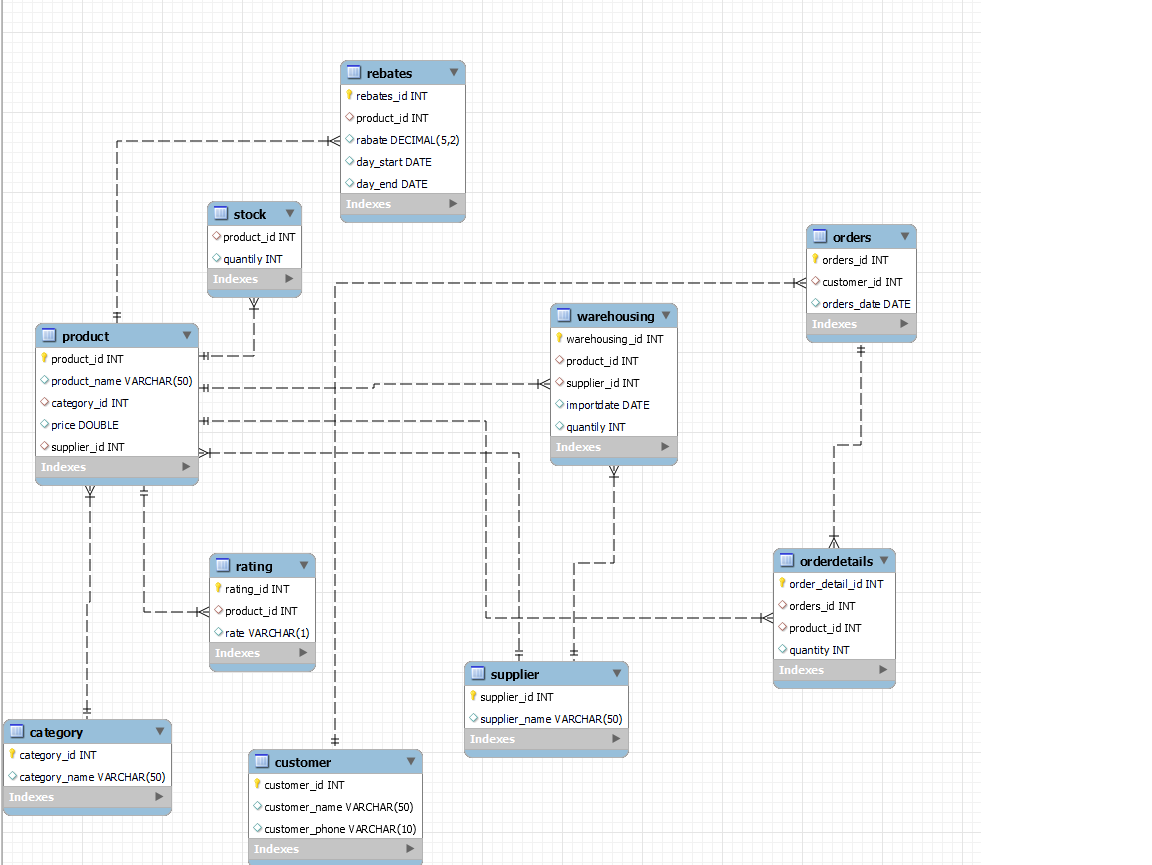 rebates
rebates_id INT
product_id INT
rabate DECIMAL(5,2)
day_start DATE
day_end DATE
Indexes
stock
product_id INT
quantily INT
Indexes
orders
orders_id INT
customer_id INT
orders_date DATE
Indexes
warehousing
warehousing_id INT
product_id INT
supplier_id INT
importdate DATE
quantily INT
Indexes
product
product_id INT
product_name VARCHAR(50)
category_id INT
price DOUBLE
supplier_id INT
Indexes
rating
rating_id INT
product_id INT
rate VARCHAR(1)
Indexes
orderdetails
order_detail_id INT
orders_id INT
product_id INT
quantity INT
Indexes
supplier
supplier_id INT
supplier_name VARCHAR(50)
Indexes
category
category_id INT
category_name VARCHAR(50)
Indexes
customer
customer_id INT
customer_name VARCHAR(50)
customer_phone VARCHAR(10)
Indexes